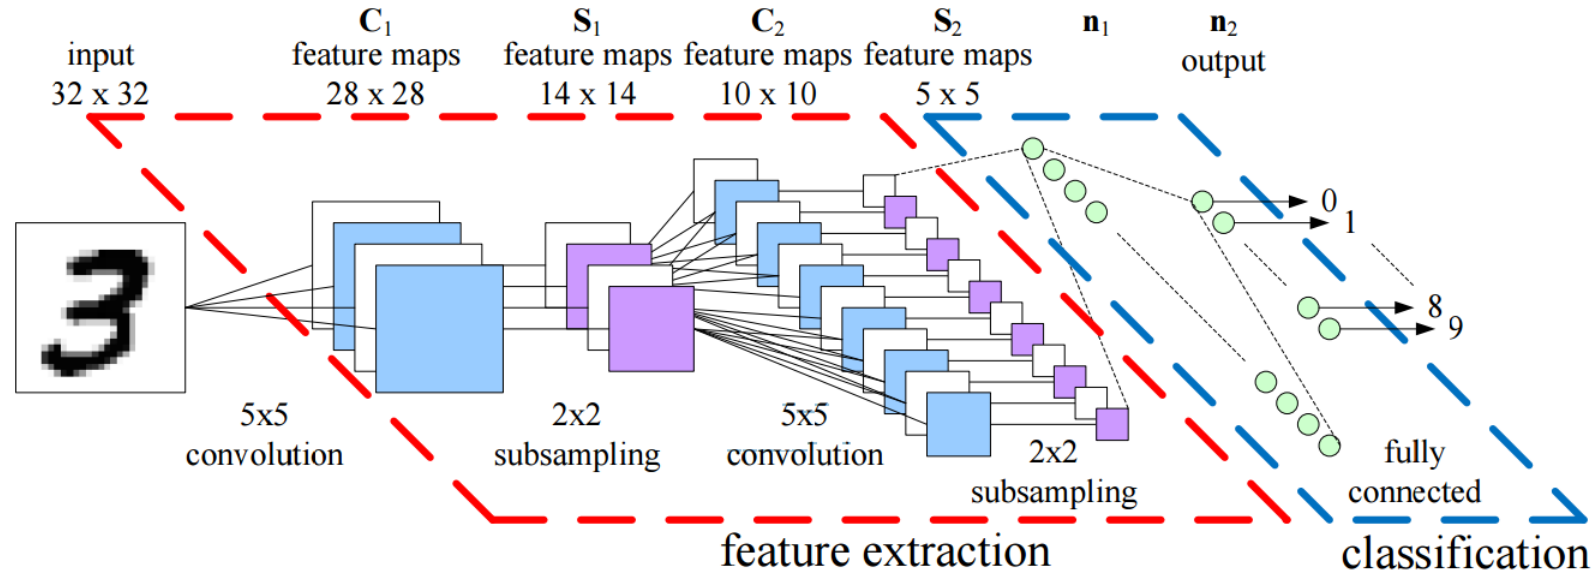 input
32 x 32
C₁
feature maps
28 x 28
S₁
feature maps
14 x 14
C₂
feature maps
10 x 10
S₂
feature maps
5 x 5
n₁
n₂
output
0
1
8
9
5x5
convolution
2x2
subsampling
5x5
convolution
2x2
subsampling
fully
connected
feature extraction
classification